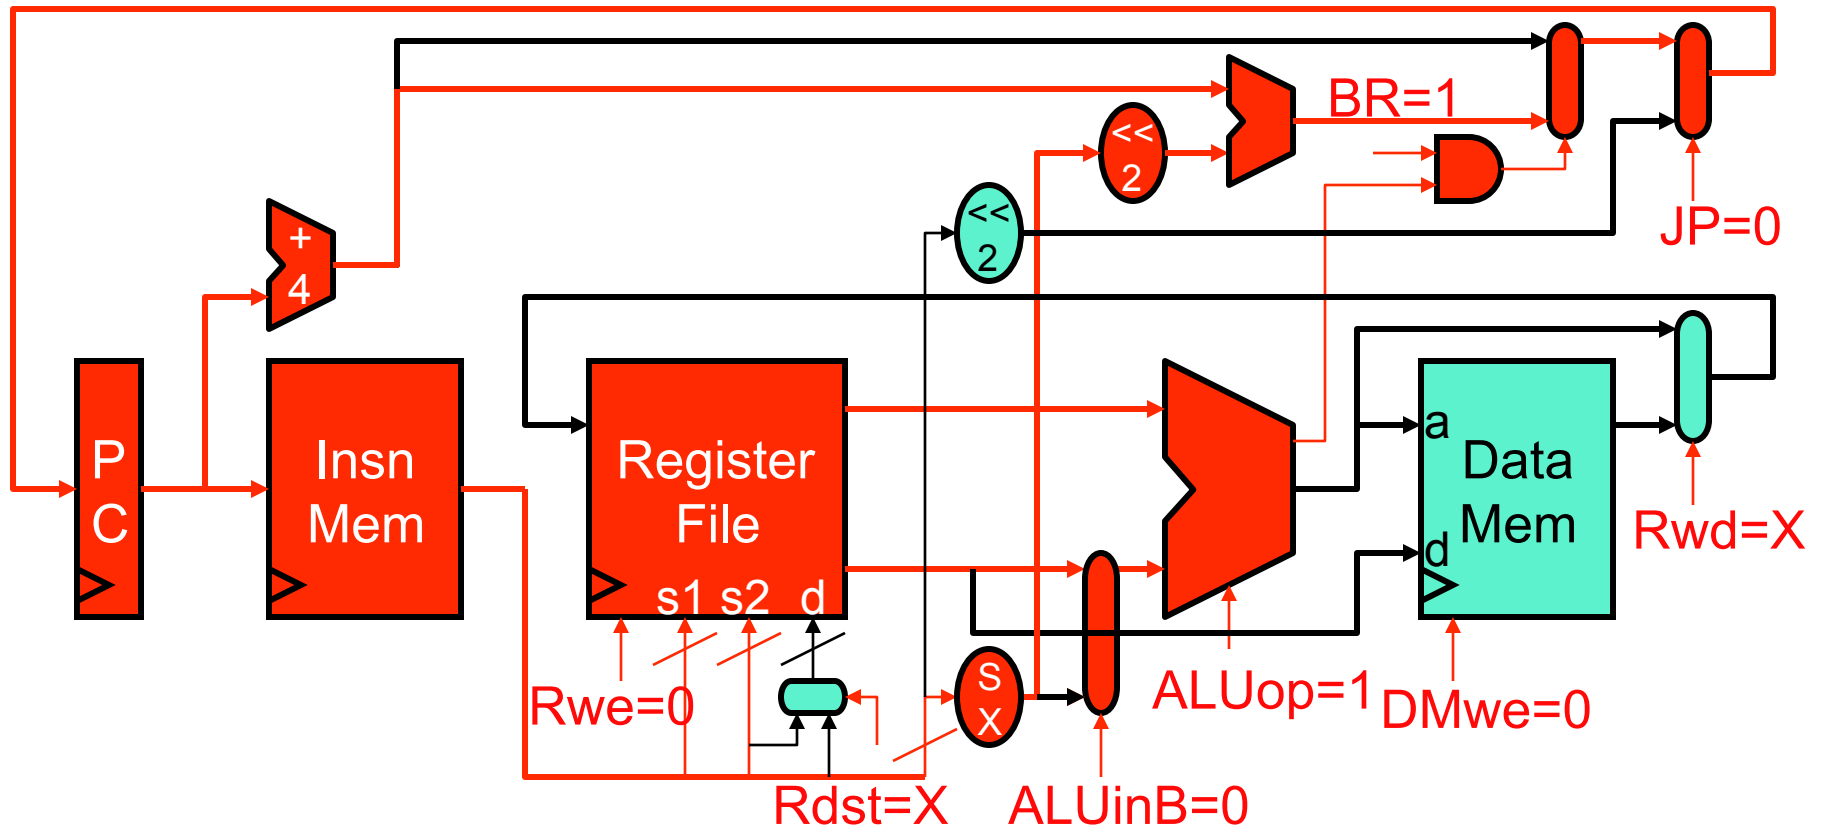 BR=1
<<
2
<<
2
JP=0
+
4
P
C
Insn
Mem
Register
File
s1 s2 d
a
Data
Mem
d
Rwd=X
S
X
Rwe=0
ALUop=1
DMwe=0
Rdst=X
ALUinB=0